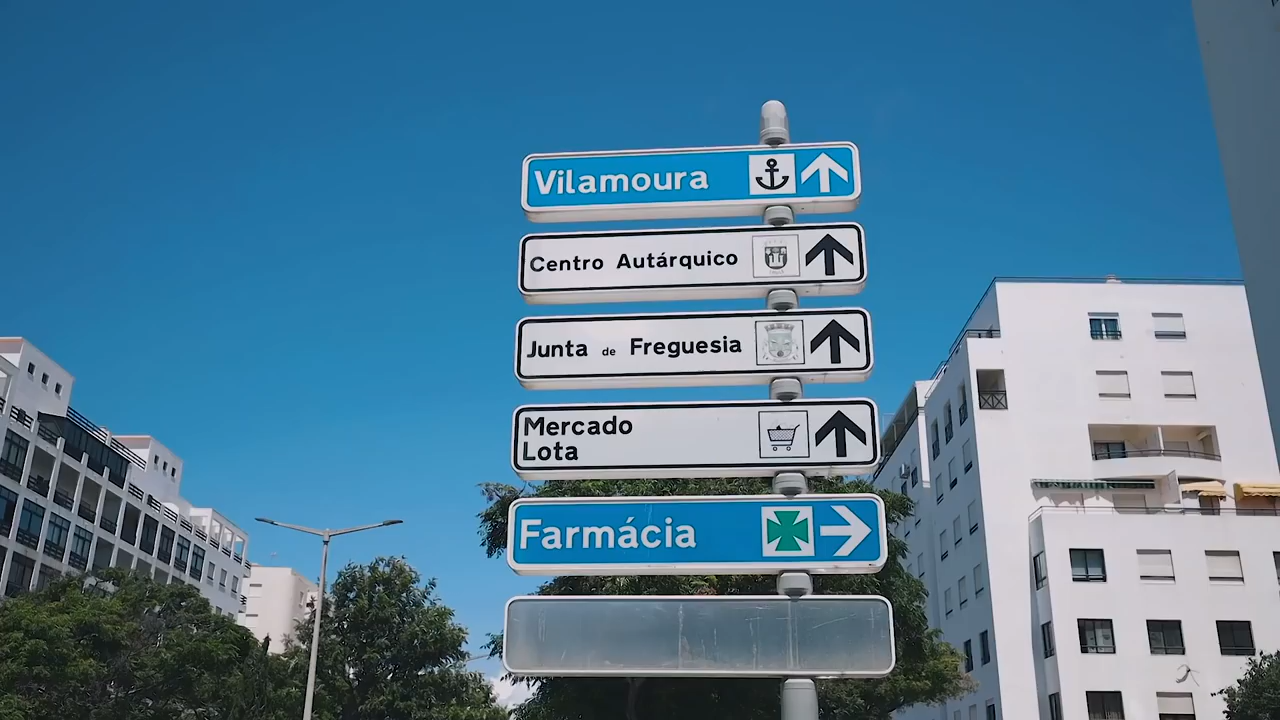 Vilamoura
Centro Autárquico
Junta de Freguesia
Mercado
Lota
Farmácia